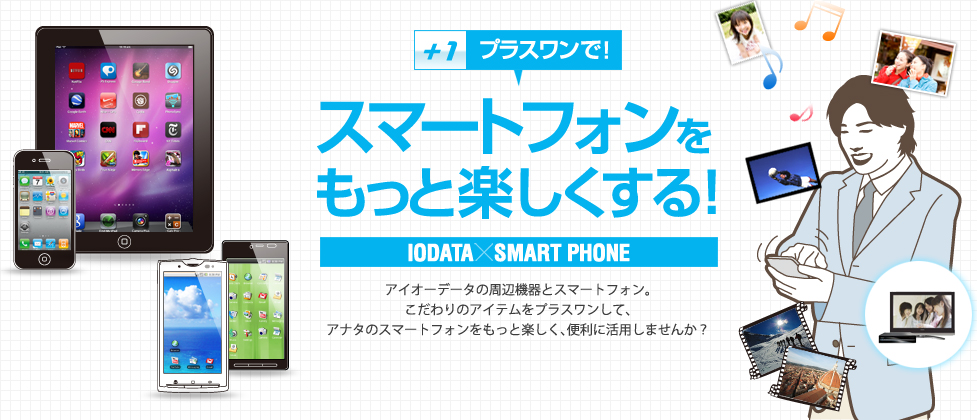 +1 プラスワンで!
スマートフォンを
もっと楽しくする!
IODATA×SMART PHONE
アイオーデータの周辺機器とスマートフォン。
こだわりのアイテムをプラスワンして、
アナタのスマートフォンをもっと楽しく、便利に活用しませんか?